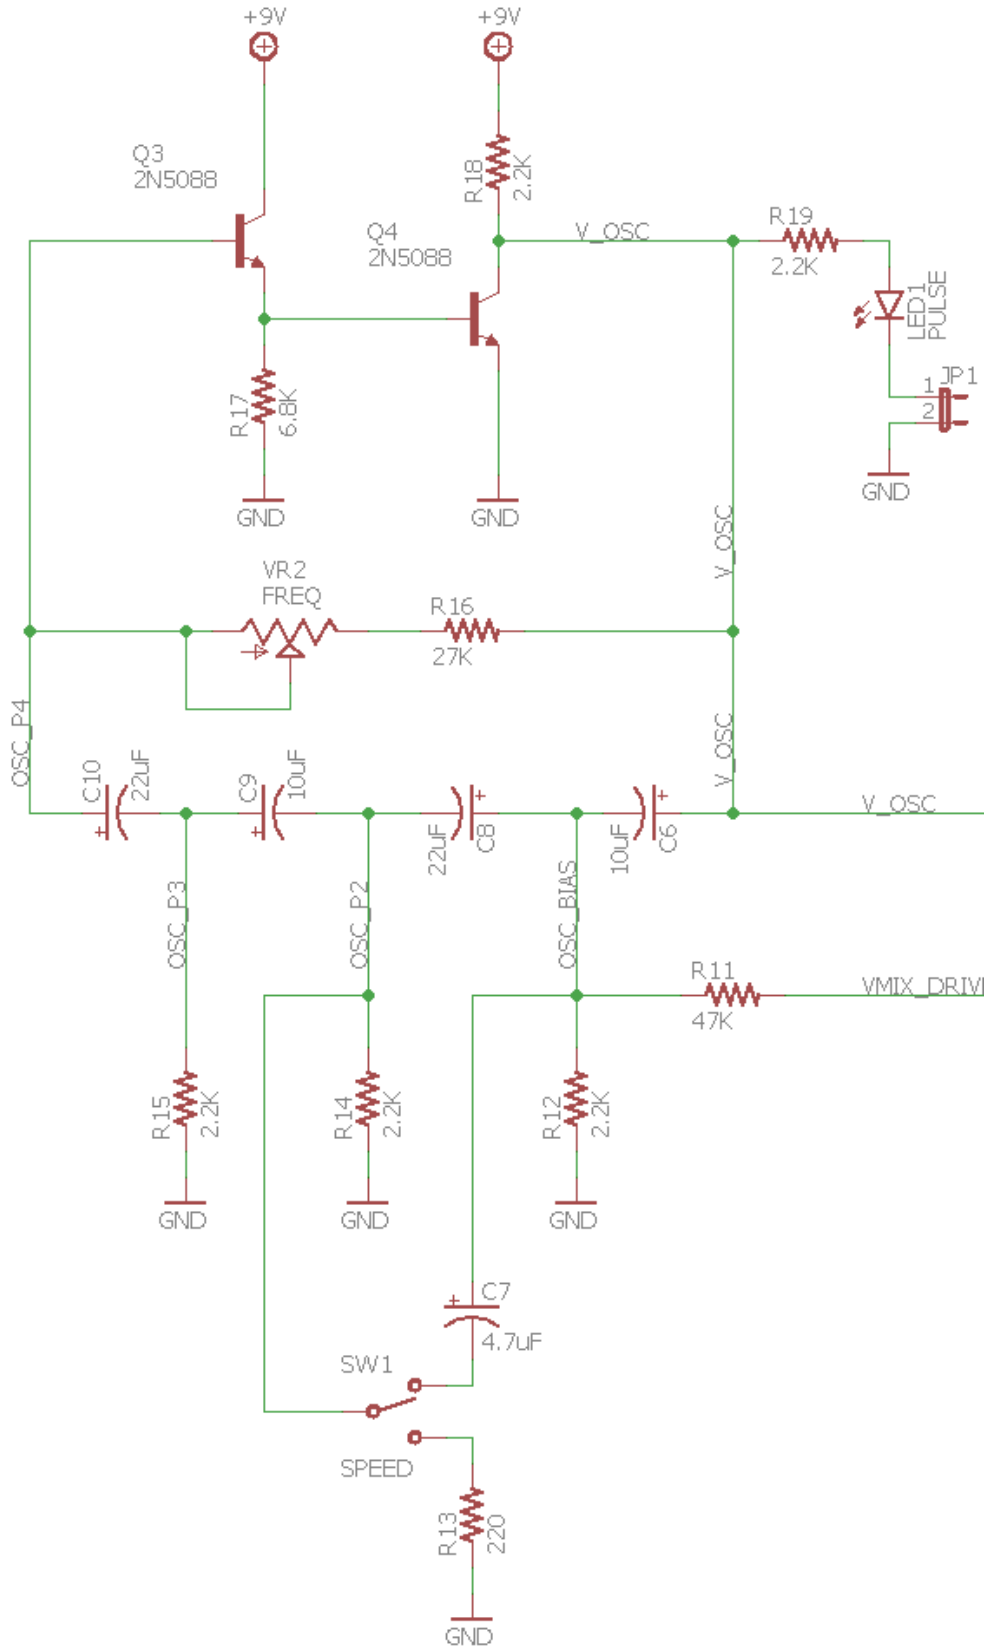 +9V
+9V
Q3
2N5088
R18
2.2K
Q4
2N5088
V_OSC
R19
2.2K
LED1
PULSE
JP1
1
2
GND
R17
6.8K
GND
GND
V_OSC
VR2
FREQ
R16
27K
OSC_P4
V_OSC
C10
22uF
C9
10uF
22uF
C8
10uF
C6
V_OSC
OSC_P3
OSC_P2
OSC_BIAS
R11
47K
VMIX_DRIV
R15
2.2K
R14
2.2K
R12
2.2K
GND
GND
GND
C7
4.7uF
SW1
SPEED
R13
220
GND